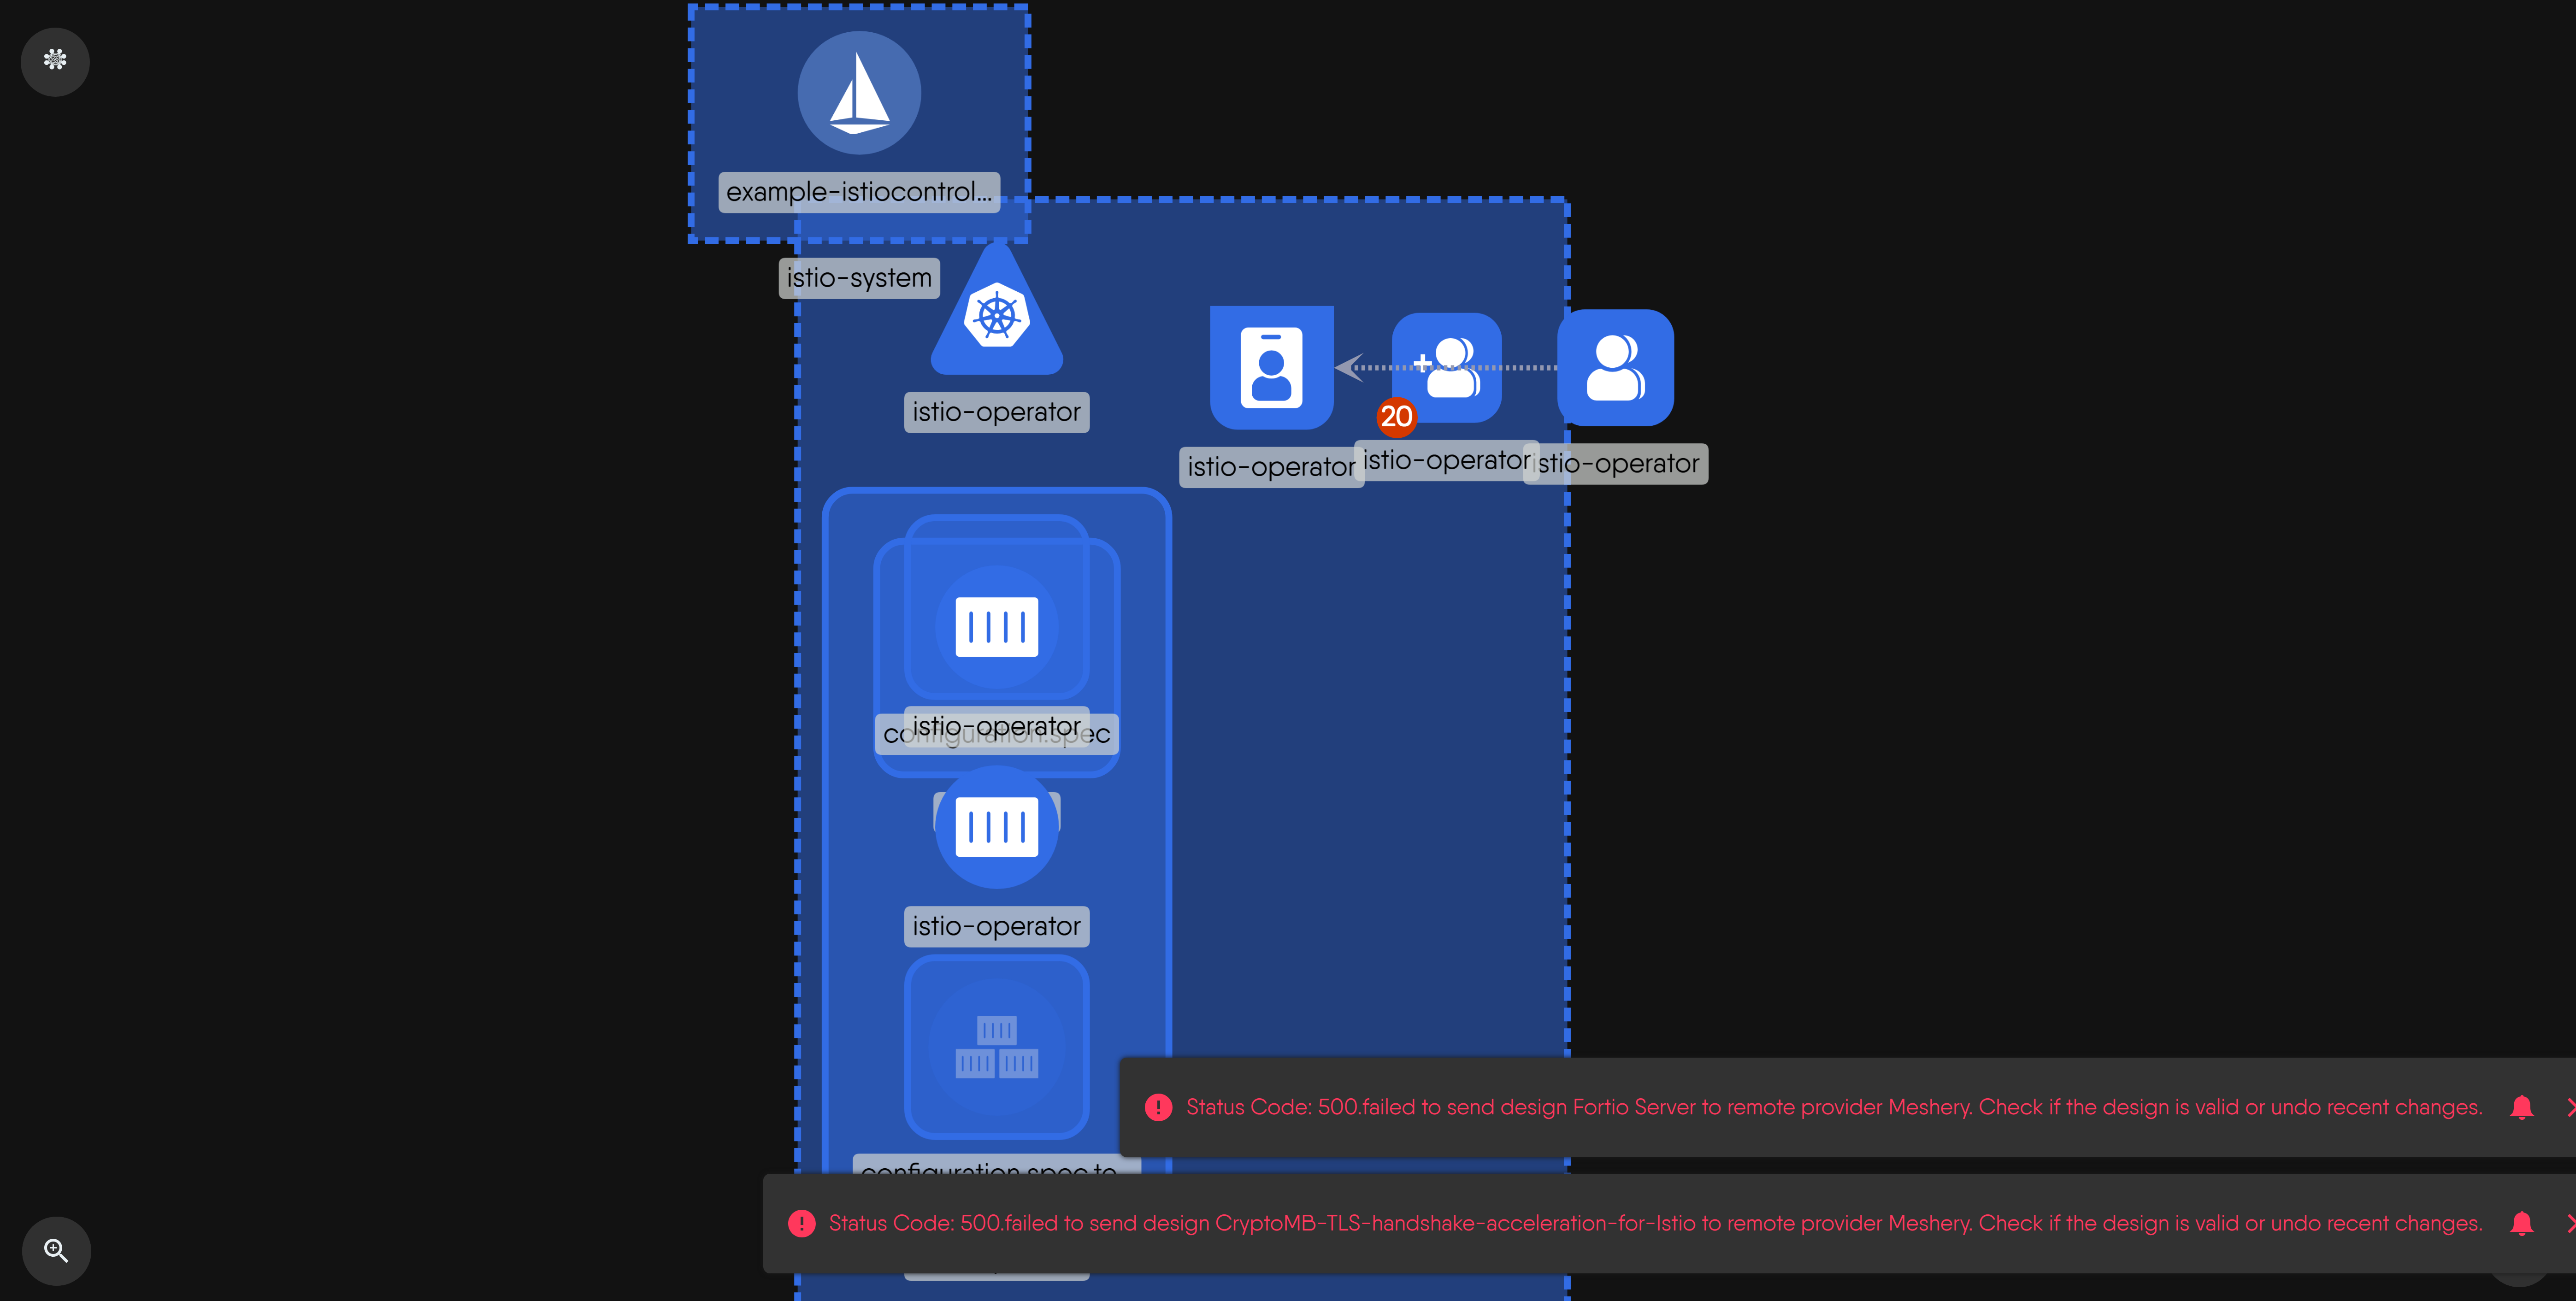 example-istiocontrol...
istio-system
istio-operator
20
istio-operator
istio-operator
istio-operator
istio-operator
configuration.spec
istio-operator
configuration.spec.te...
Status Code: 500.failed to send design Fortio Server to remote provider Meshery. Check if the design is valid or undo recent changes.
Status Code: 500.failed to send design CryptoMB-TLS-handshake-acceleration-for-Istio to remote provider Meshery. Check if the design is valid or undo recent changes.